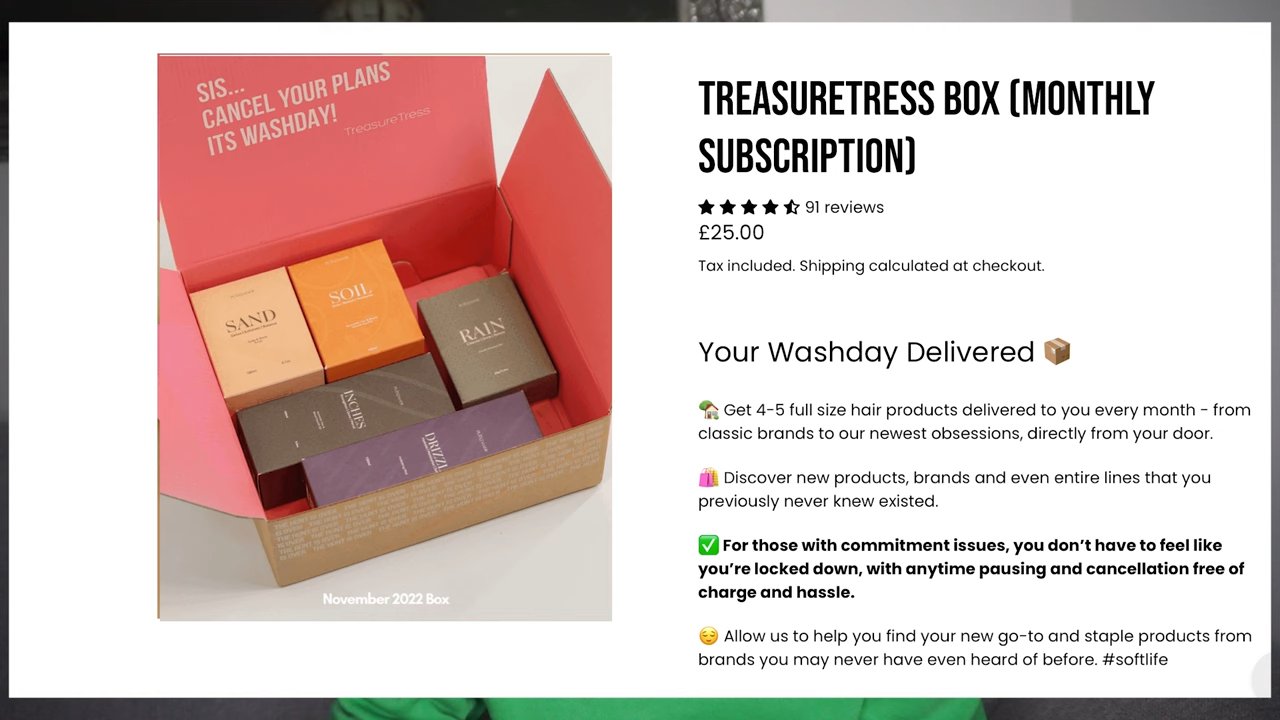 SIS...
CANCEL YOUR PLANS
ITS WASHDAY!
TreasureTress
SAND
SOIL
RAIN
INCHES
November 2022 Box
TREASURETRESS BOX (MONTHLY
SUBSCRIPTION)
91 reviews
£25.00
Tax included. Shipping calculated at checkout.
Your Washday Delivered 📦
🏡 Get 4-5 full size hair products delivered to you every month - from
classic brands to our newest obsessions, directly from your door.
🛍️ Discover new products, brands and even entire lines that you
previously never knew existed.
✅ For those with commitment issues, you don’t have to feel like
you’re locked down, with anytime pausing and cancellation free of
charge and hassle.
😌 Allow us to help you find your new go-to and staple products from
brands you may never have even heard of before. #softlife